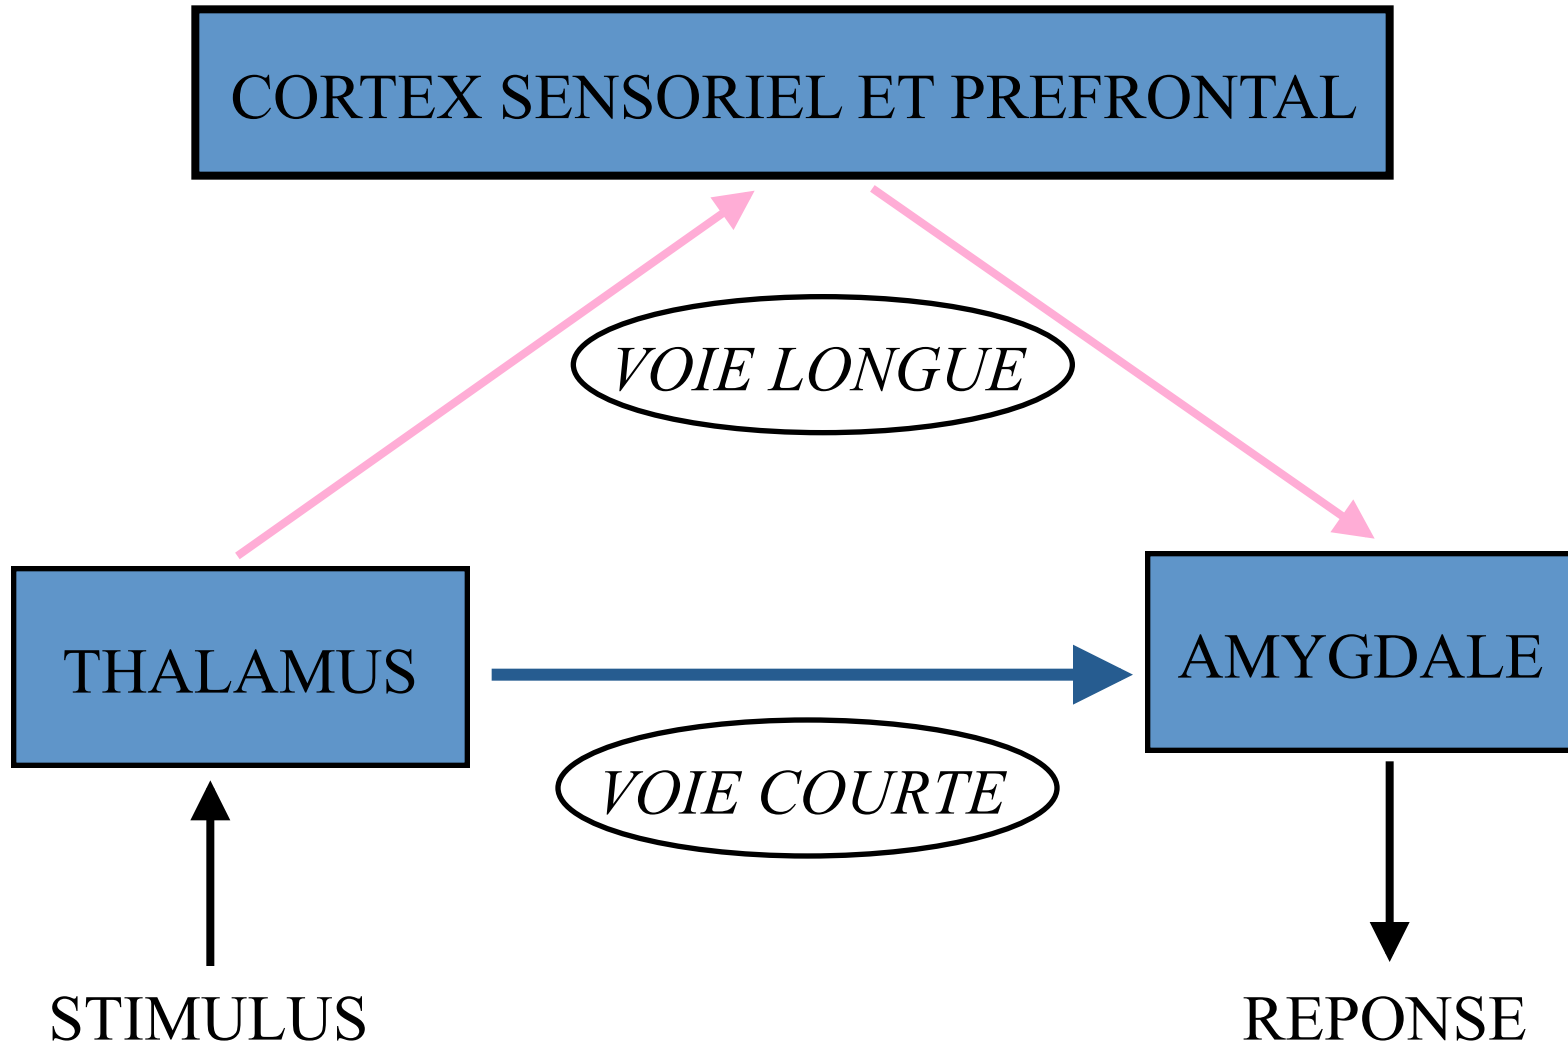 CORTEX SENSORIEL ET PREFRONTAL
VOIE LONGUE
THALAMUS
AMYGDALE
VOIE COURTE
STIMULUS
REPONSE